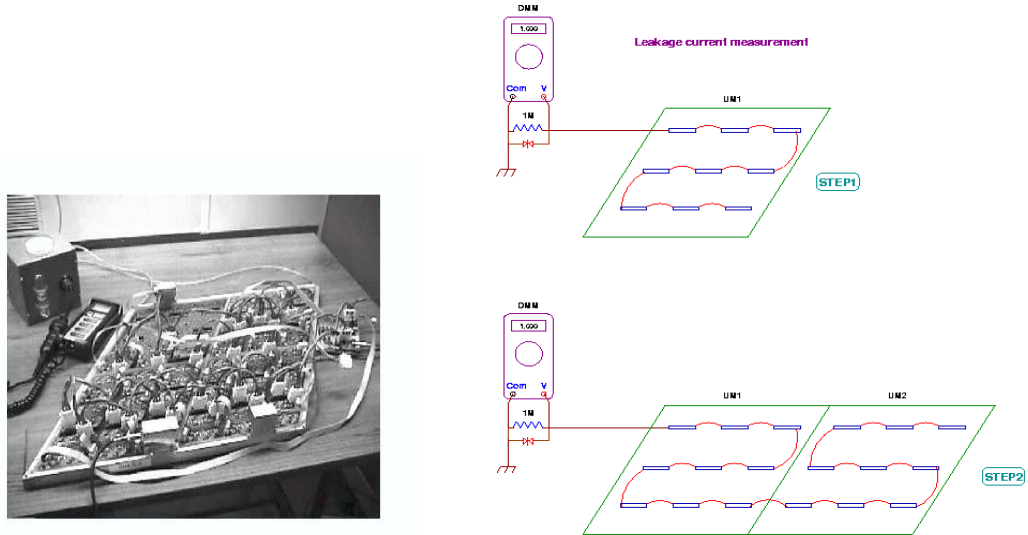 DMM
1.000
Leakage current measurement
Com V
1M
UM1
STEP1
DMM
1.000
Com V
1M
UM1 UM2
STEP2